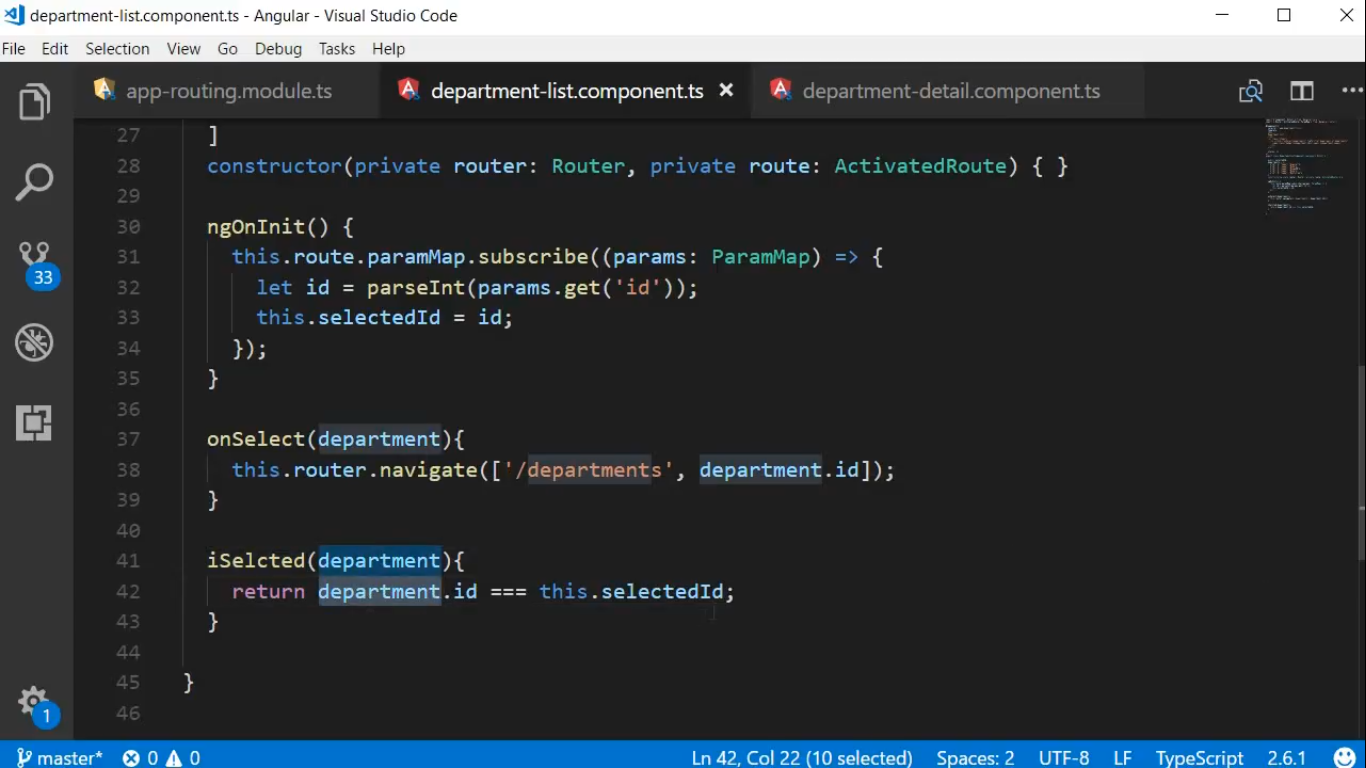 department-list.component.ts - Angular - Visual Studio Code
File Edit Selection View Go Debug Tasks Help
app-routing.module.ts department-list.component.ts department-detail.component.ts
27 ]
28 constructor(private router: Router, private route: ActivatedRoute) { }
29
30 ngOnInit() {
31 this.route.paramMap.subscribe((params: ParamMap) => {
32 let id = parseInt(params.get('id'));
33 this.selectedId = id;
34 });
35 }
36
37 onSelect(department){
38 this.router.navigate(['/departments', department.id]);
39 }
40
41 iSelcted(department){
42 return department.id === this.selectedId;
43 }
44
45 }
46
33
1
master* 0 0 Ln 42, Col 22 (10 selected) Spaces: 2 UTF-8 LF TypeScript 2.6.1